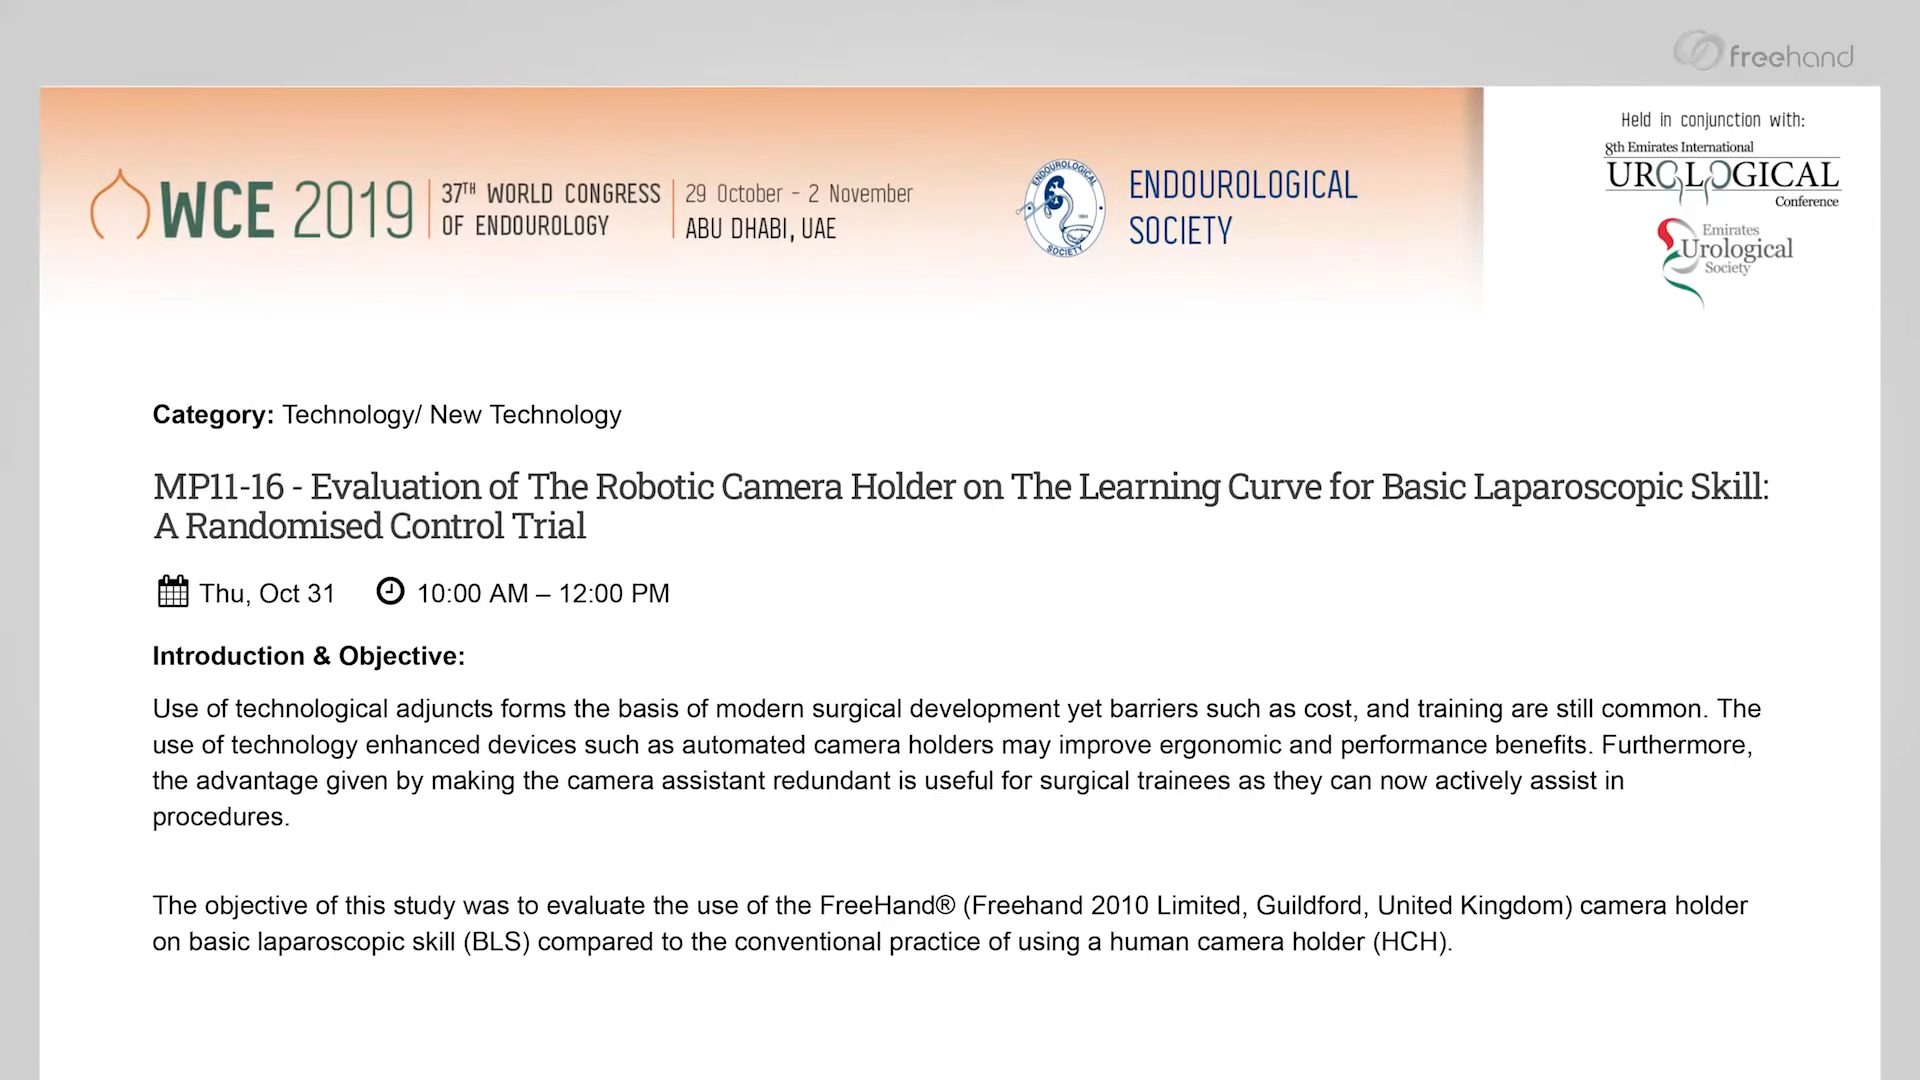 freehand
Held in conjunction with:
8th Emirates International
UROLOGICAL
Conference
Emirates
Urological
Society
WCE 2019
37TH WORLD CONGRESS
OF ENDOUROLOGY
29 October - 2 November
ABU DHABI, UAE
ENDOUROLOGICAL
SOCIETY
ENDOUROLOGICAL
SOCIETY
Category: Technology/ New Technology
MP11-16 - Evaluation of The Robotic Camera Holder on The Learning Curve for Basic Laparoscopic Skill:
A Randomised Control Trial
Thu, Oct 31 10:00 AM – 12:00 PM
Introduction & Objective:
Use of technological adjuncts forms the basis of modern surgical development yet barriers such as cost, and training are still common. The
use of technology enhanced devices such as automated camera holders may improve ergonomic and performance benefits. Furthermore,
the advantage given by making the camera assistant redundant is useful for surgical trainees as they can now actively assist in
procedures.
The objective of this study was to evaluate the use of the FreeHand® (Freehand 2010 Limited, Guildford, United Kingdom) camera holder
on basic laparoscopic skill (BLS) compared to the conventional practice of using a human camera holder (HCH).